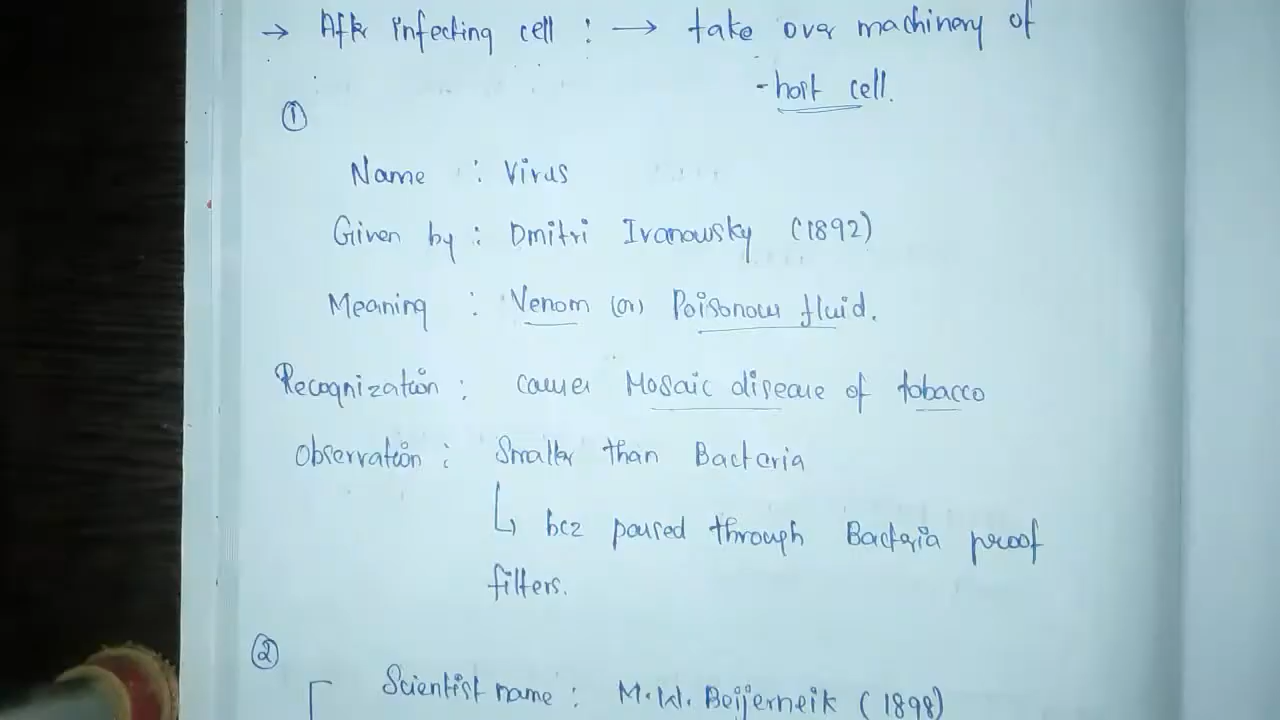 → After infecting cell : → take over machinery of
- host cell.
①
Name : Virus
Given by : Dmitri Ivanowsky (1892)
Meaning : Venom (or) Poisonous fluid.
Recognization : causes Mosaic disease of tobacco
Observation : Smaller than Bacteria
↳ bcz passed through Bacteria proof
filters.
②
Scientist name : M.W. Beijerneik (1898)